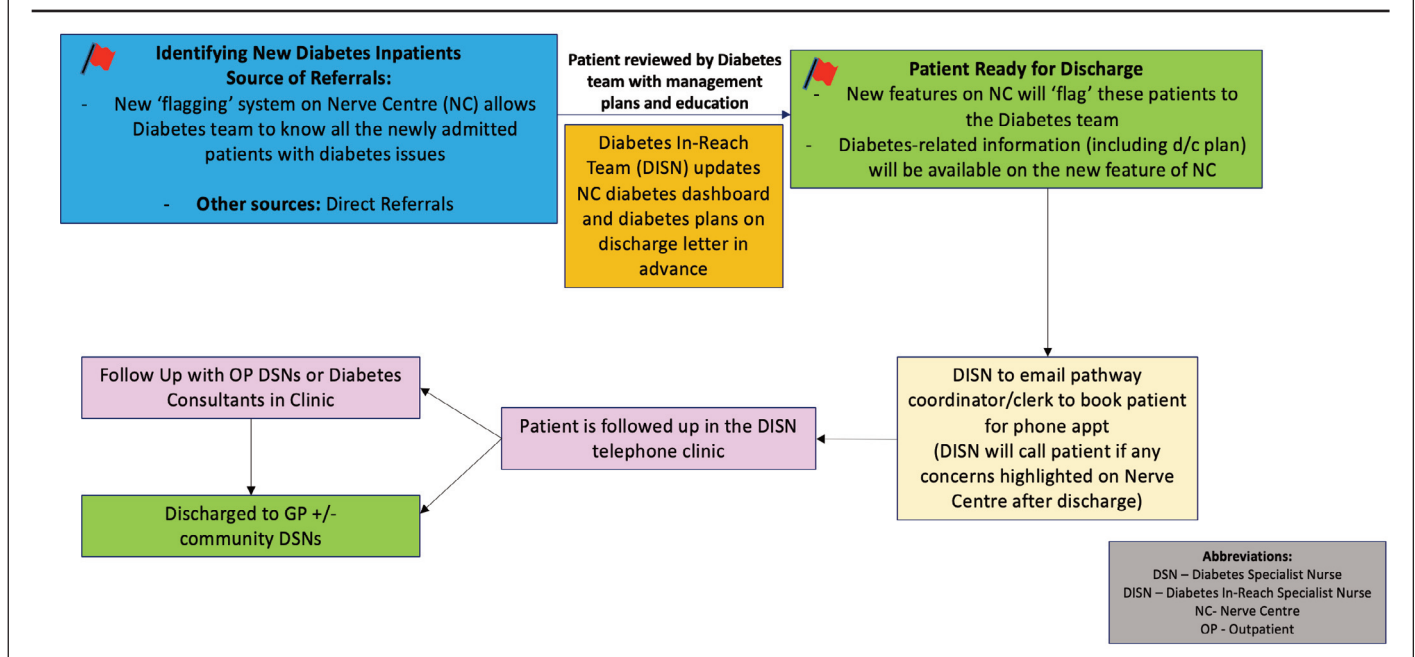 Identifying New Diabetes Inpatients
Source of Referrals:
- New ‘flagging’ system on Nerve Centre (NC) allows
Diabetes team to know all the newly admitted
patients with diabetes issues
- Other sources: Direct Referrals
Patient reviewed by Diabetes
team with management
plans and education
Diabetes In-Reach
Team (DISN) updates
NC diabetes dashboard
and diabetes plans on
discharge letter in
advance
Patient Ready for Discharge
- New features on NC will ‘flag’ these patients to
the Diabetes team
- Diabetes-related information (including d/c plan)
will be available on the new feature of NC
DISN to email pathway
coordinator/clerk to book patient
for phone appt
(DISN will call patient if any
concerns highlighted on Nerve
Centre after discharge)
Patient is followed up in the DISN
telephone clinic
Follow Up with OP DSNs or Diabetes
Consultants in Clinic
Discharged to GP +/-
community DSNs
Abbreviations:
DSN – Diabetes Specialist Nurse
DISN – Diabetes In-Reach Specialist Nurse
NC- Nerve Centre
OP - Outpatient